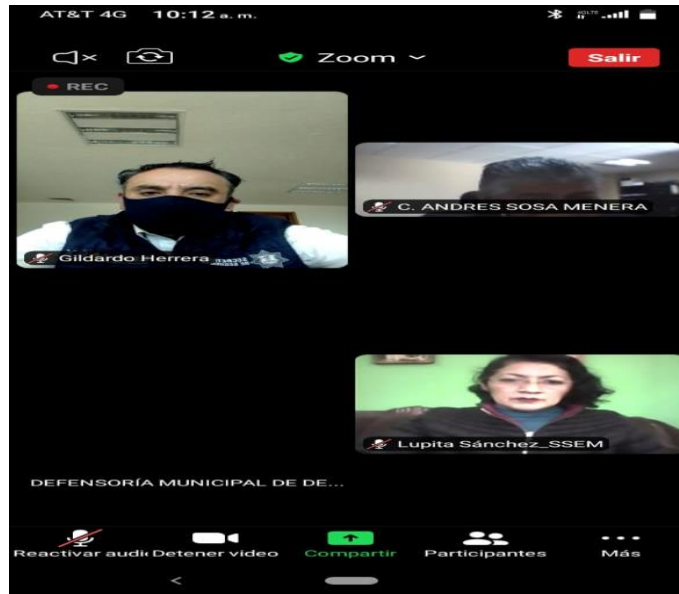 AT&T 4G 10:12 a. m.
Zoom
Salir
REC
C. ANDRES SOSA MENERA
Gildardo Herrera
Lupita Sánchez_SSEM
DEFENSORÍA MUNICIPAL DE DE...
Reactivar audi Detener video Compartir Participantes Más